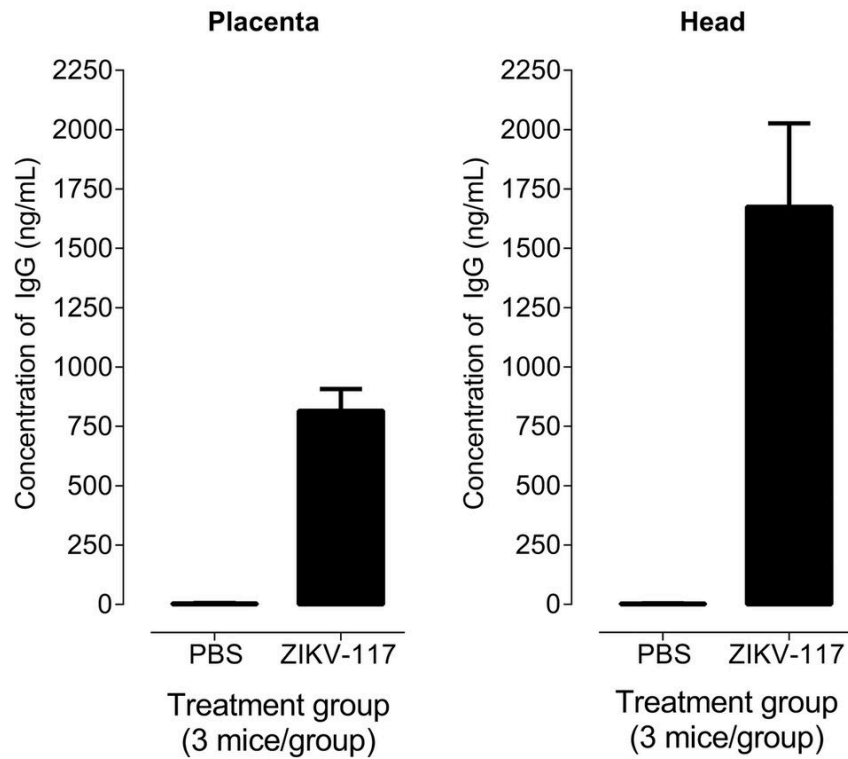 Placenta
Concentration of IgG (ng/mL)
2250
2000
1750
1500
1250
1000
750
500
250
0
PBS
ZIKV-117
Treatment group
(3 mice/group)
Head
Concentration of IgG (ng/mL)
2250
2000
1750
1500
1250
1000
750
500
250
0
PBS
ZIKV-117
Treatment group
(3 mice/group)